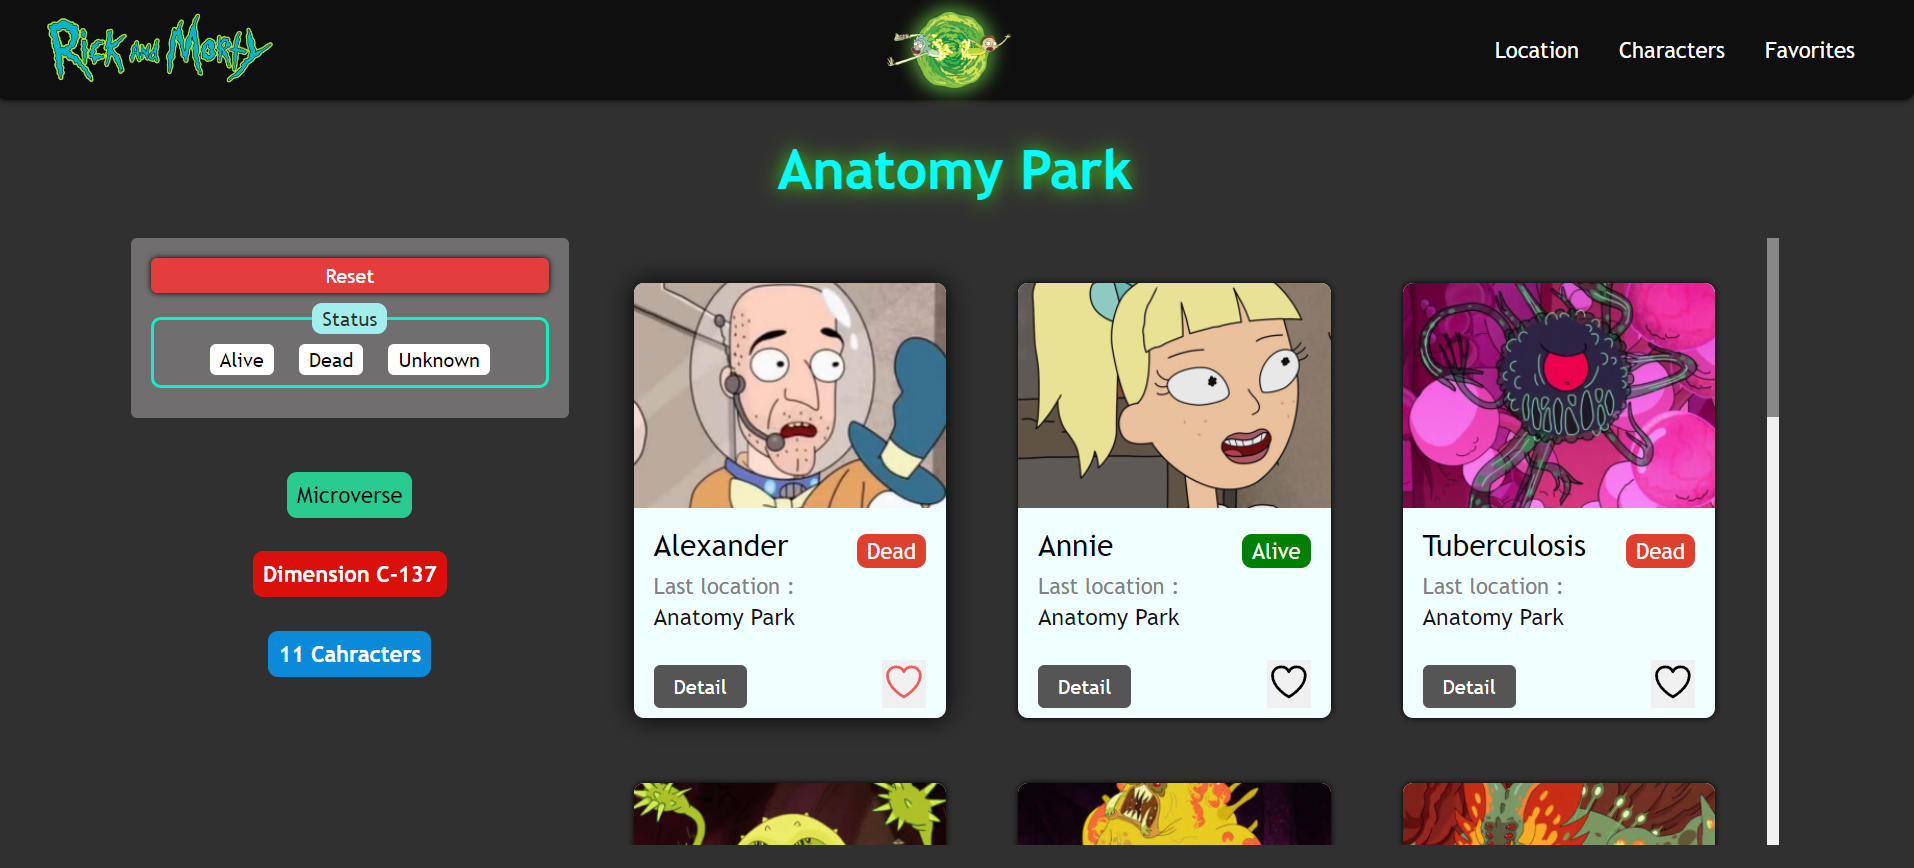 Rick and Morty
Location Characters Favorites
Anatomy Park
Reset
Status
Alive Dead Unknown
Microverse
Dimension C-137
11 Cahracters
Alexander Dead
Last location :
Anatomy Park
Detail
Annie Alive
Last location :
Anatomy Park
Detail
Tuberculosis Dead
Last location :
Anatomy Park
Detail